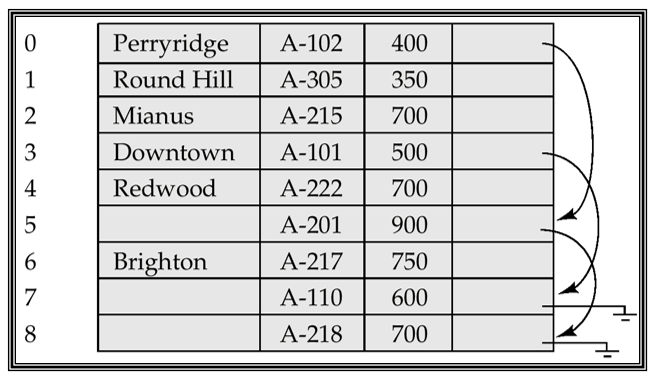 0 Perryridge A-102 400
1 Round Hill A-305 350
2 Mianus A-215 700
3 Downtown A-101 500
4 Redwood A-222 700
5 A-201 900
6 Brighton A-217 750
7 A-110 600
8 A-218 700